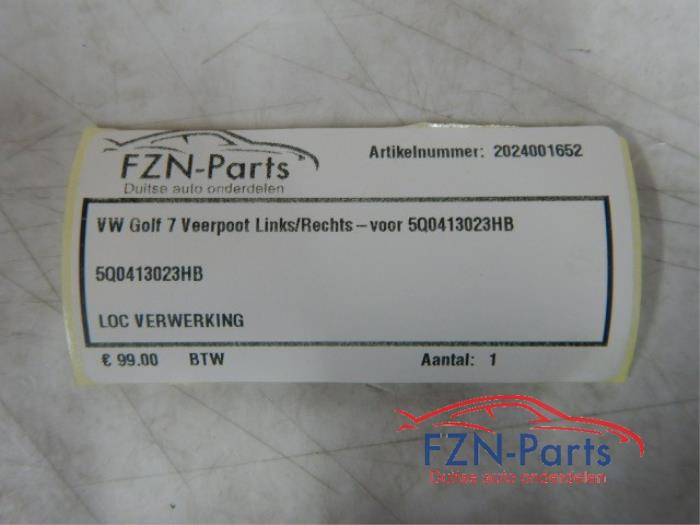 FZN-Parts
Duitse auto onderdelen
Artikelnummer: 2024001652
VW Golf 7 Veerpoot Links/Rechts – voor 5Q0413023HB
5Q0413023HB
LOC VERWERKING
€ 99.00 BTW Aantal: 1
FZN-Parts
Duitse auto onderdelen